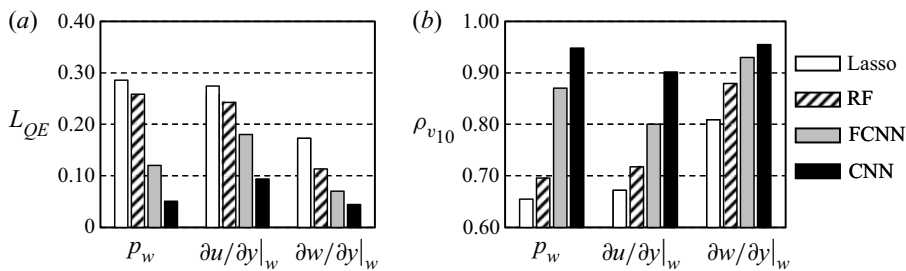 (a)
0.40
0.30
L_QE 0.20
0.10
0
p_w ∂u/∂y|_w ∂w/∂y|_w
(b)
1.00
0.90
ρ_v₁₀ 0.80
0.70
0.60
p_w ∂u/∂y|_w ∂w/∂y|_w
Lasso
RF
FCNN
CNN